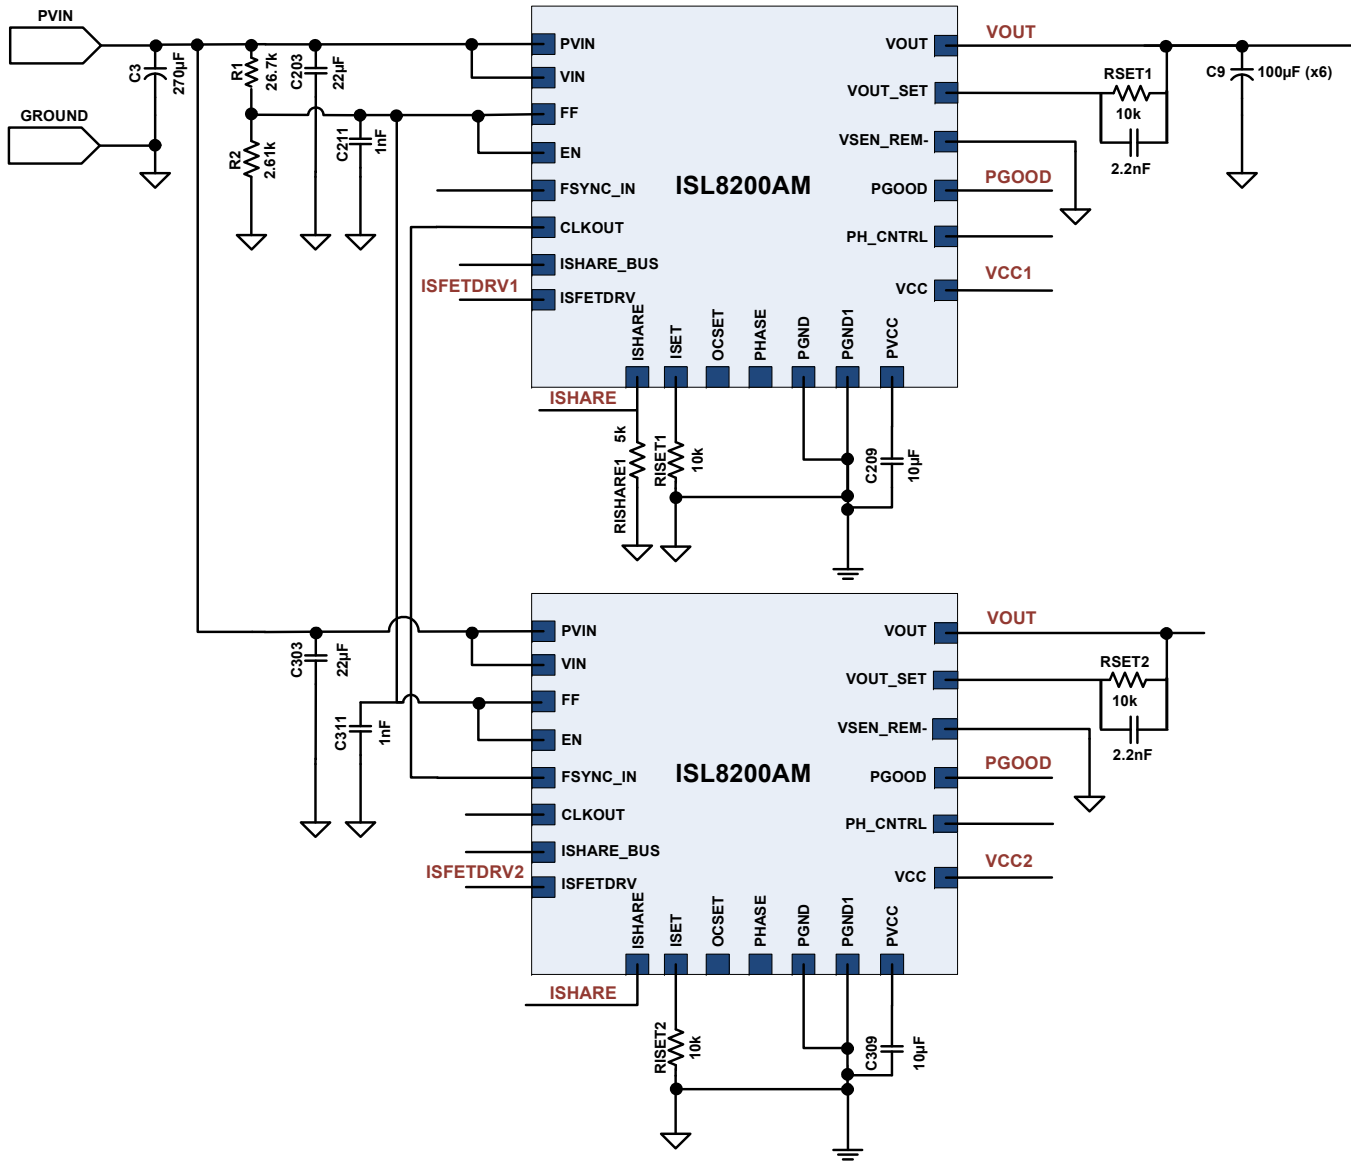 PVIN
GROUND
C3
270µF
R1
26.7k
R2
2.61k
C203
22µF
C211
1nF
PVIN
VIN
FF
EN
FSYNC_IN
CLKOUT
ISHARE_BUS
ISFETDRV
ISFETDRV1
ISL8200AM
VOUT
VOUT_SET
VSEN_REM-
PGOOD
PH_CNTRL
VCC
VOUT
RSET1
10k
2.2nF
C9
100µF (x6)
PGOOD
VCC1
ISHARE
ISET
OCSET
PHASE
PGND
PGND1
PVCC
ISHARE
RISHARE1
5k
RISET1
10k
C209
10µF
C303
22µF
C311
1nF
PVIN
VIN
FF
EN
FSYNC_IN
CLKOUT
ISHARE_BUS
ISFETDRV
ISFETDRV2
ISL8200AM
VOUT
VOUT_SET
VSEN_REM-
PGOOD
PH_CNTRL
VCC
VOUT
RSET2
10k
2.2nF
PGOOD
VCC2
ISHARE
ISET
OCSET
PHASE
PGND
PGND1
PVCC
ISHARE
RISET2
10k
C309
10µF